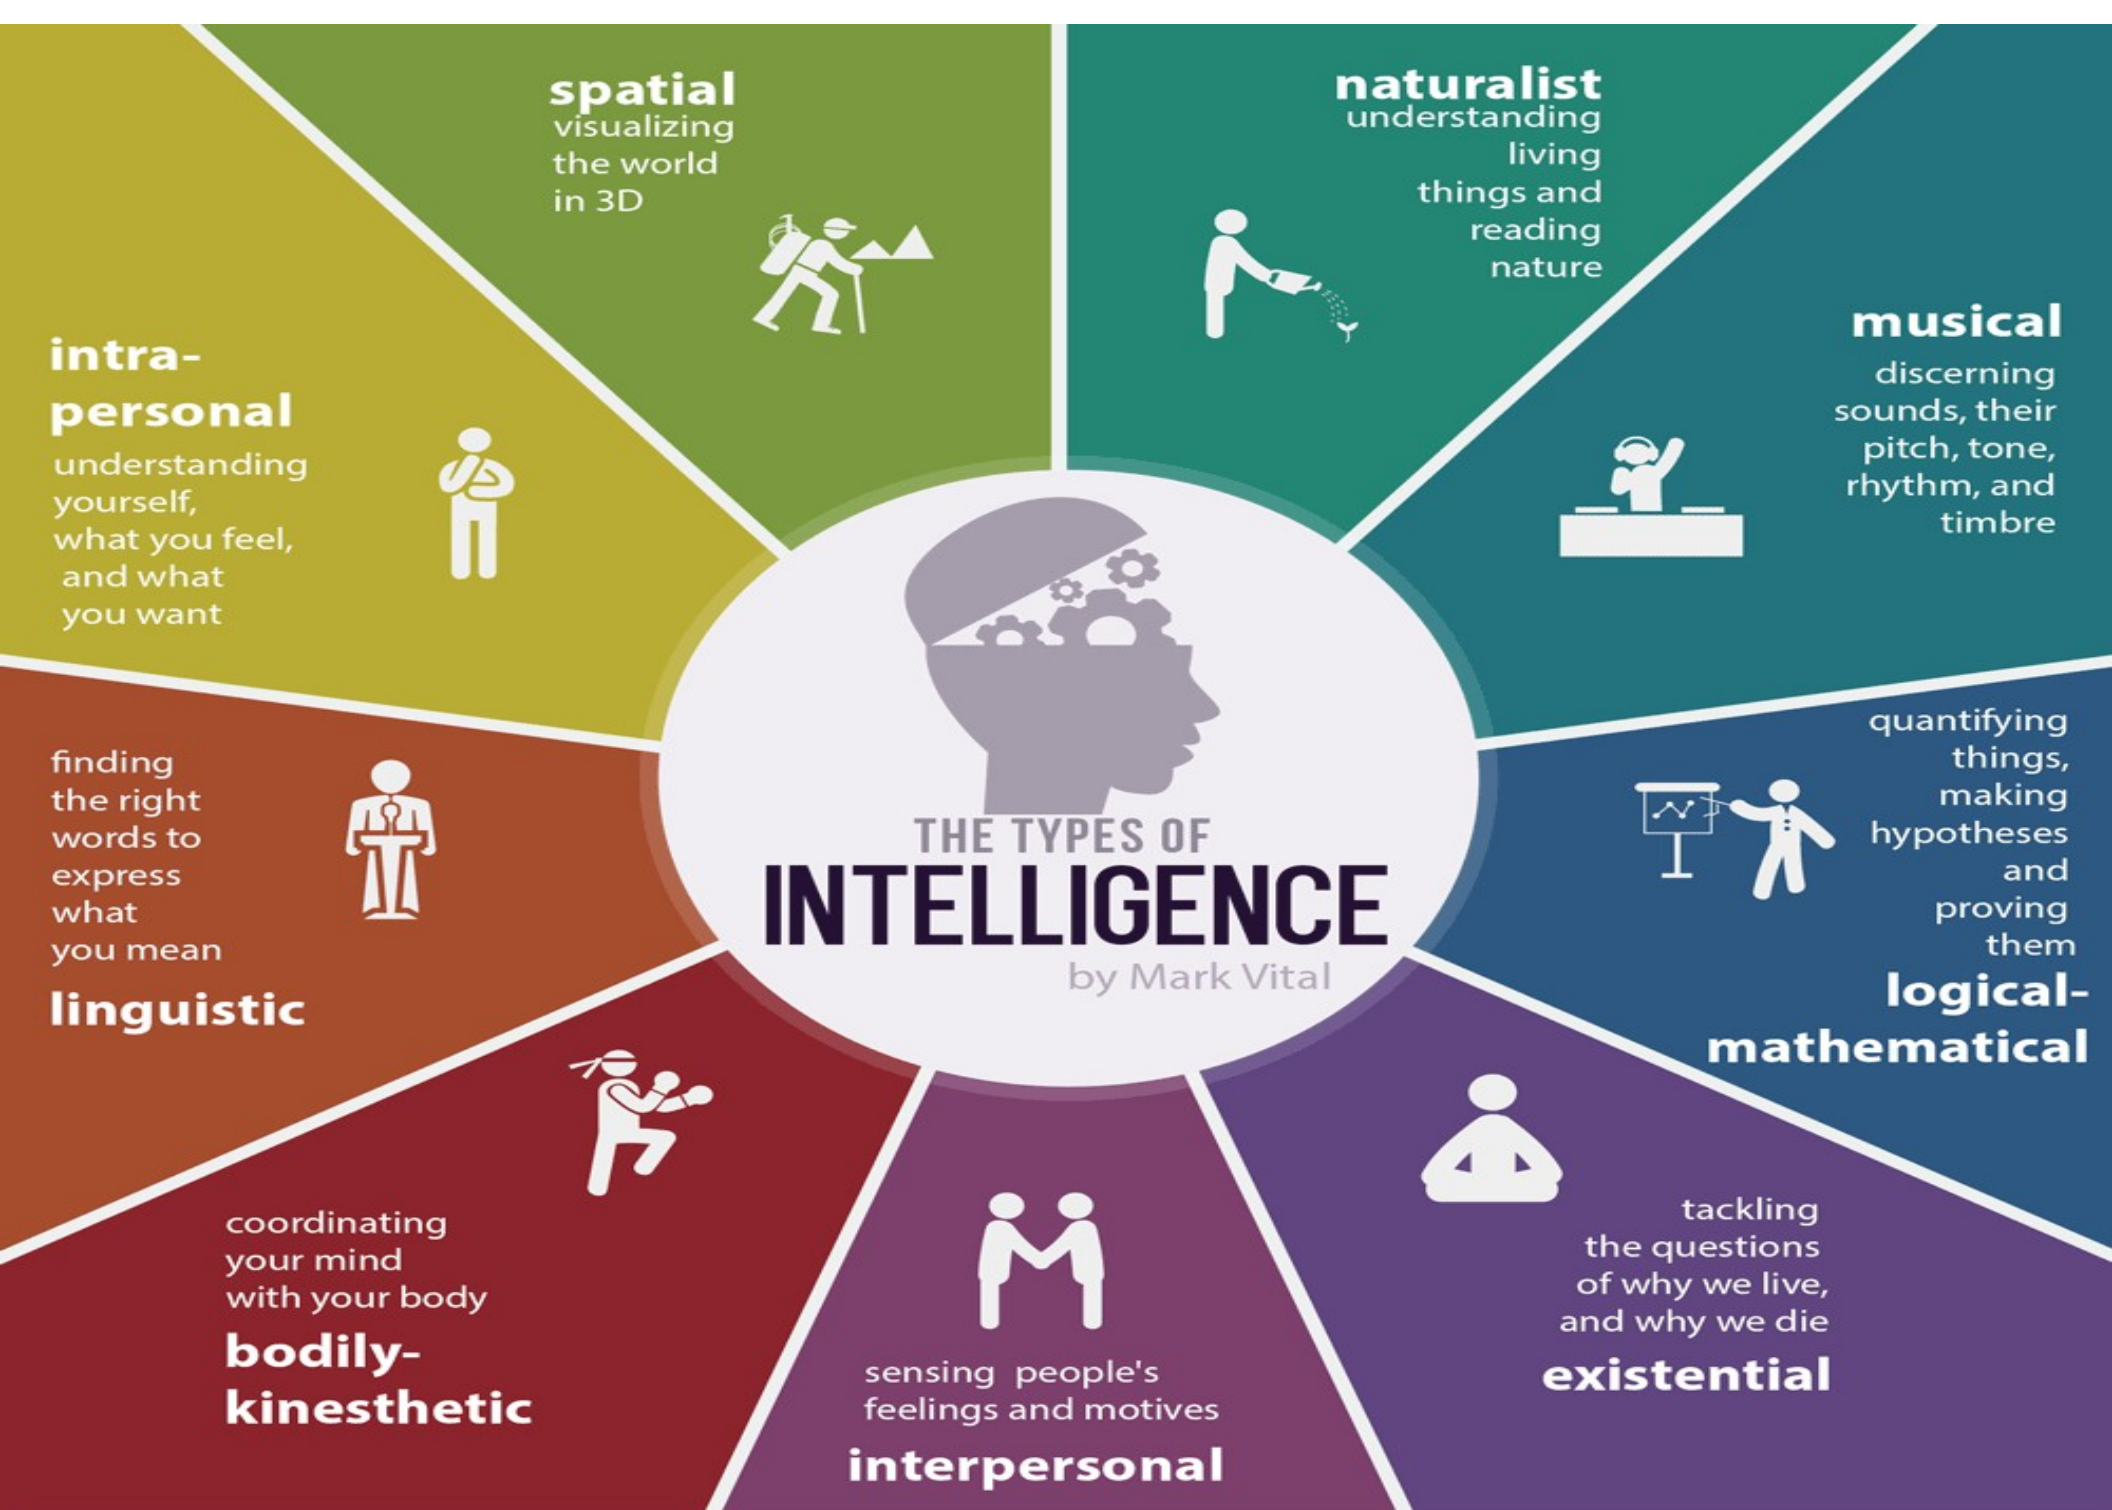 spatial
visualizing
the world
in 3D
naturalist
understanding
living
things and
reading
nature
musical
discerning
sounds, their
pitch, tone,
rhythm, and
timbre
quantifying
things,
making
hypotheses
and
proving
them
logical-
mathematical
tackling
the questions
of why we live,
and why we die
existential
sensing people's
feelings and motives
interpersonal
coordinating
your mind
with your body
bodily-
kinesthetic
finding
the right
words to
express
what
you mean
linguistic
intra-
personal
understanding
yourself,
what you feel,
and what
you want
THE TYPES OF
INTELLIGENCE
by Mark Vital